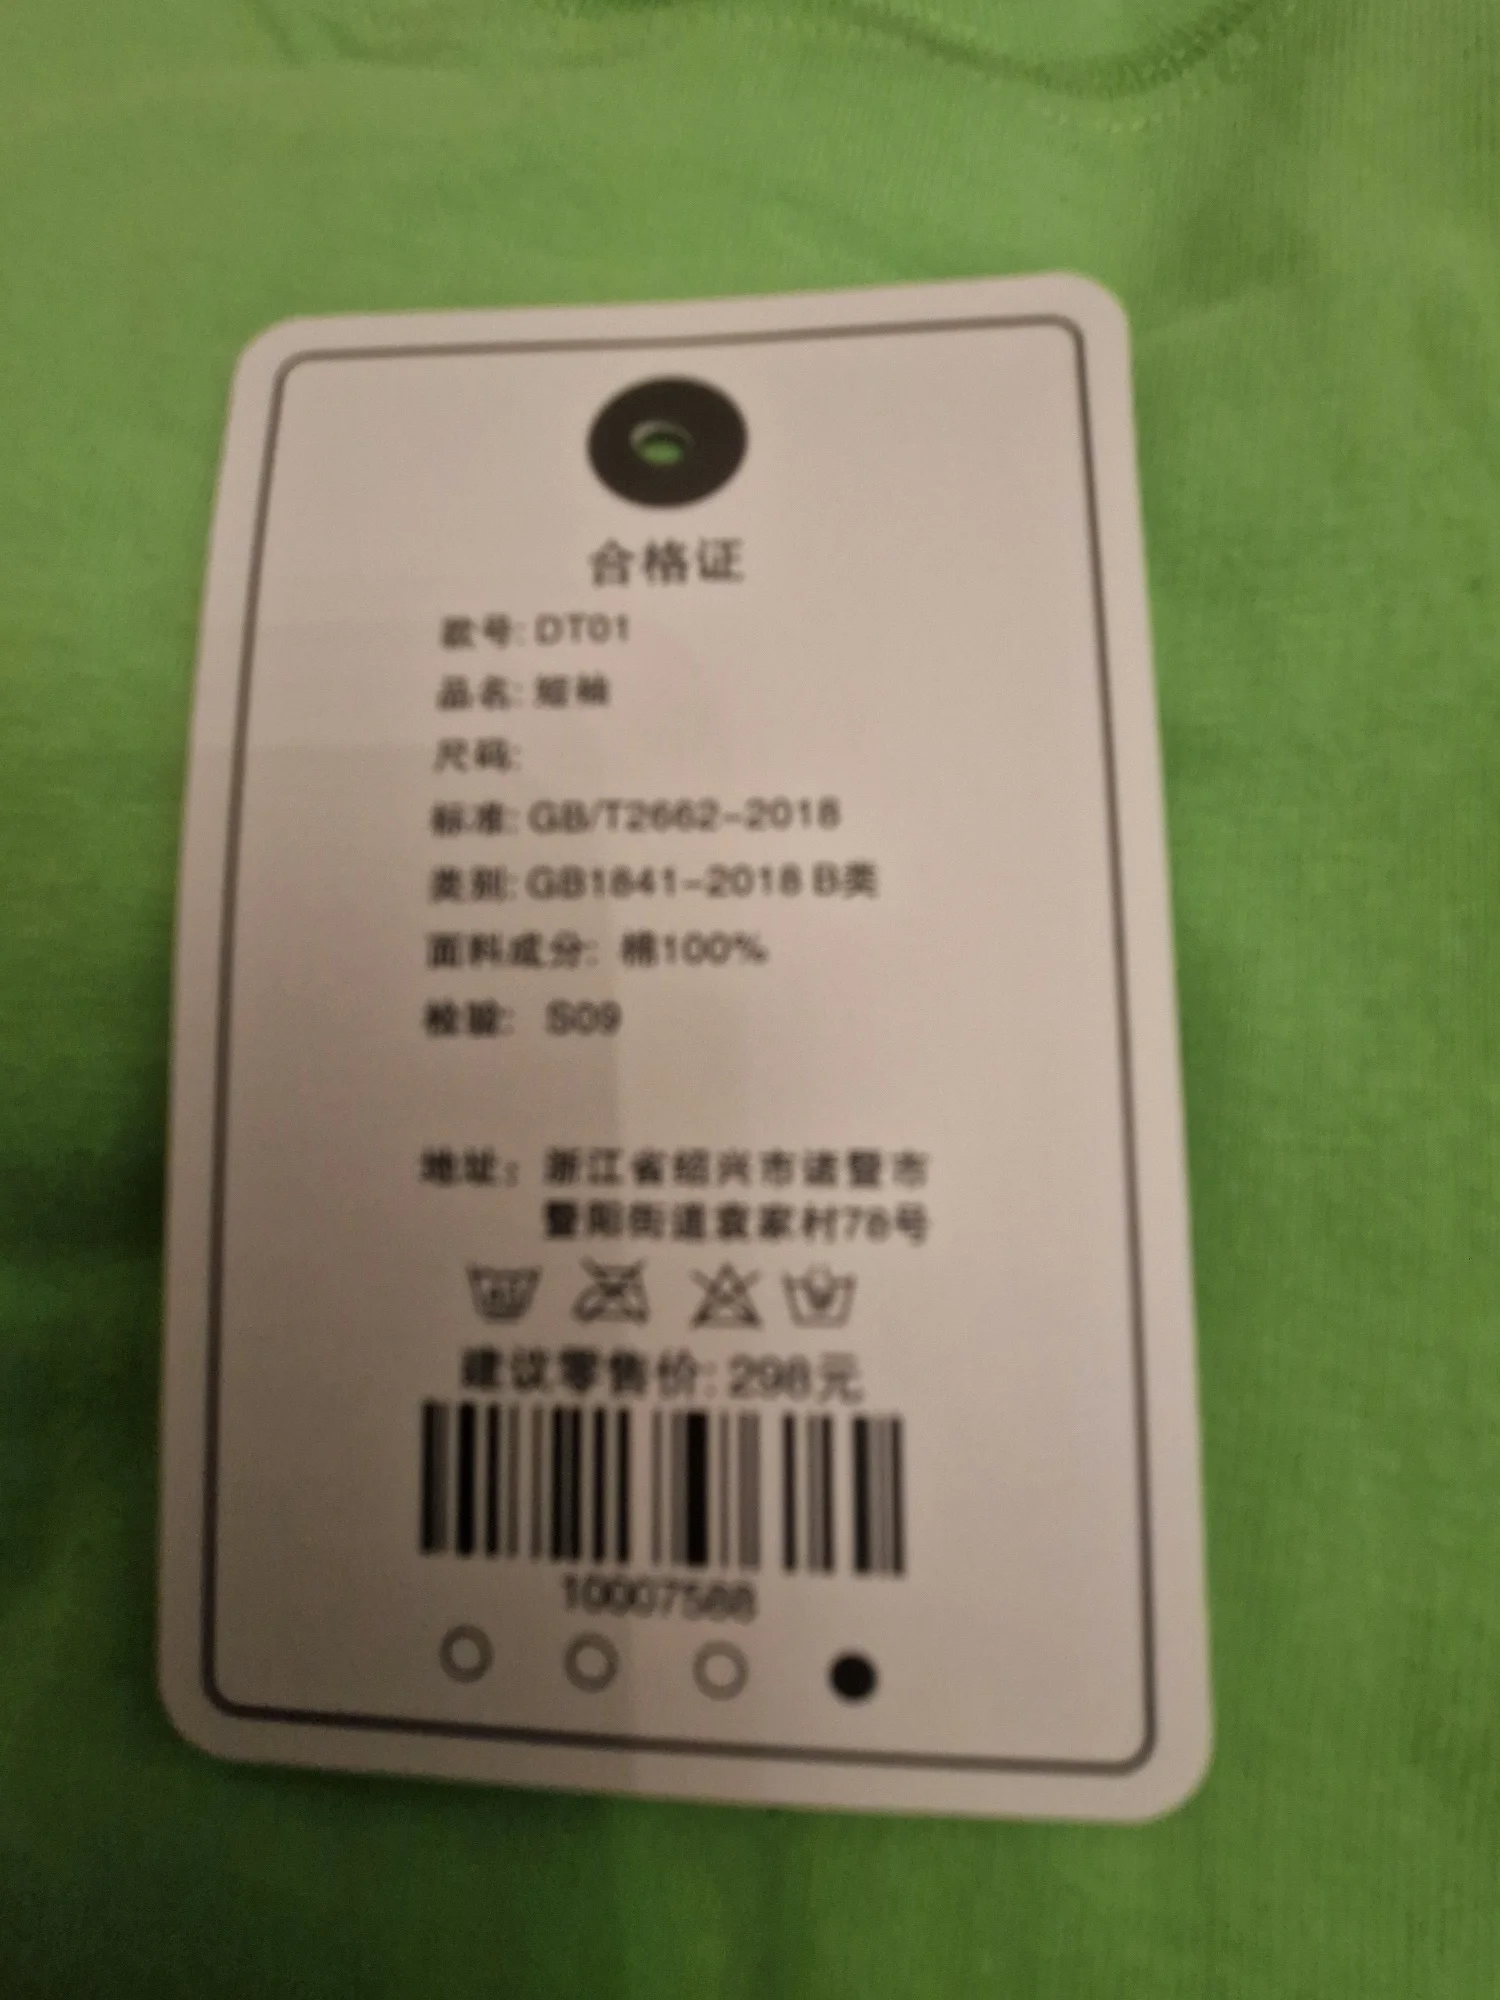 合格证
款号: DT01
品名: 短袖
尺码:
标准: GB/T2662-2018
类别: GB1841-2018 B类
面料成分: 棉100%
检验: S09
地址: 浙江省绍兴市诸暨市
暨阳街道袁家村78号
建议零售价: 298元
10007588